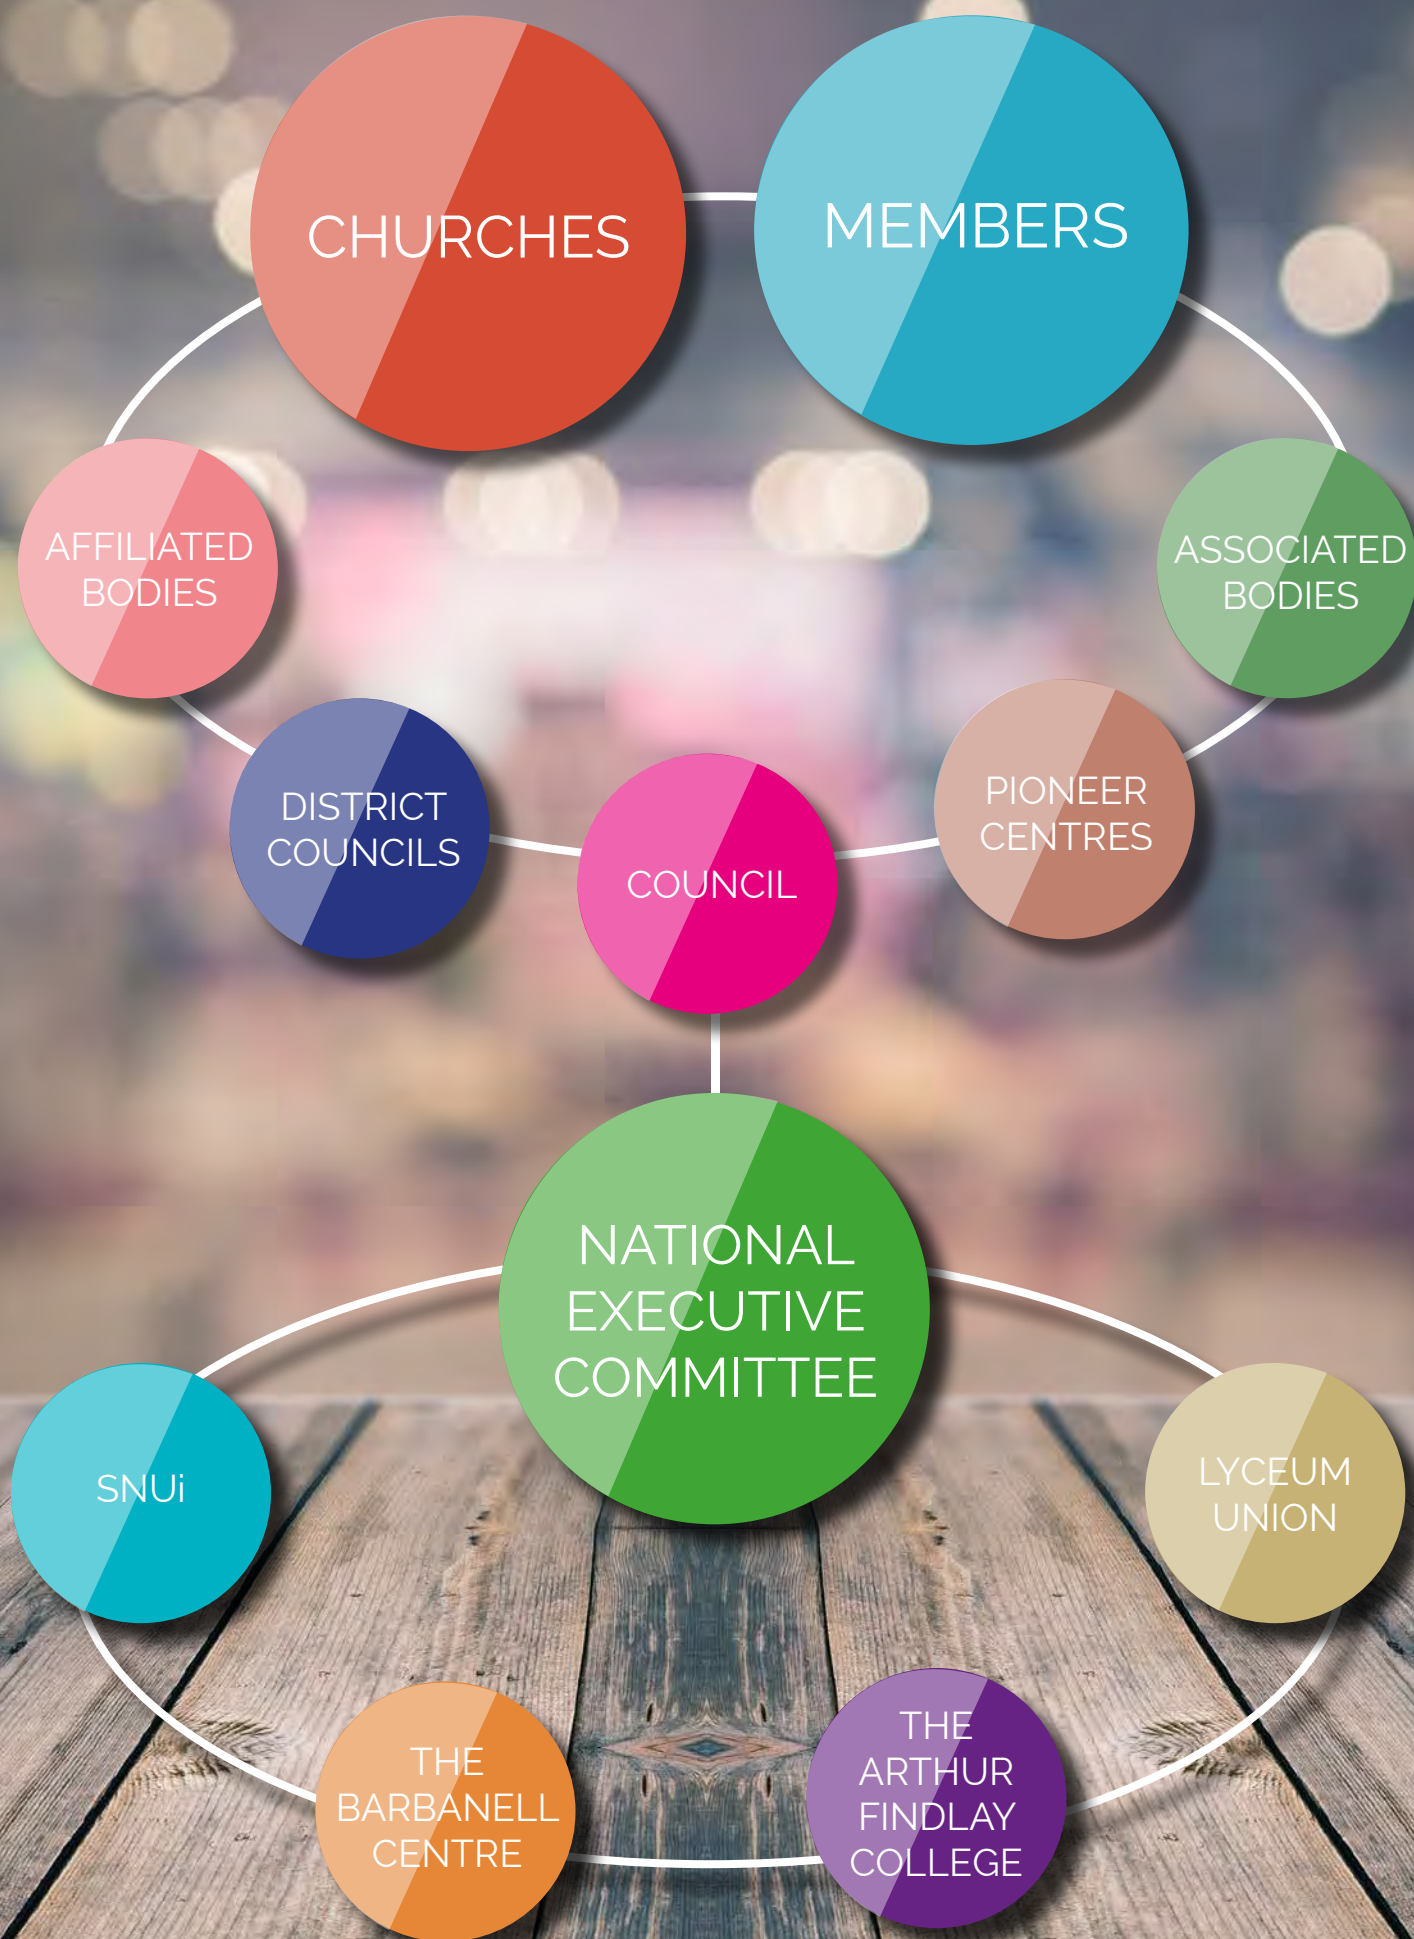 CHURCHES
MEMBERS
AFFILIATED
BODIES
ASSOCIATED
BODIES
DISTRICT
COUNCILS
COUNCIL
PIONEER
CENTRES
NATIONAL
EXECUTIVE
COMMITTEE
SNUi
LYCEUM
UNION
THE
BARBANELL
CENTRE
THE
ARTHUR
FINDLAY
COLLEGE